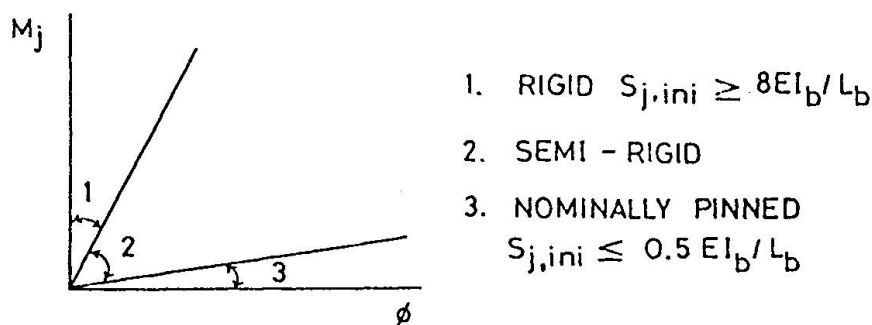 Mj
1
2
3
ø
1. RIGID Sj,ini ≥ 8EIb/Lb
2. SEMI - RIGID
3. NOMINALLY PINNED
Sj,ini ≤ 0.5 EIb/Lb